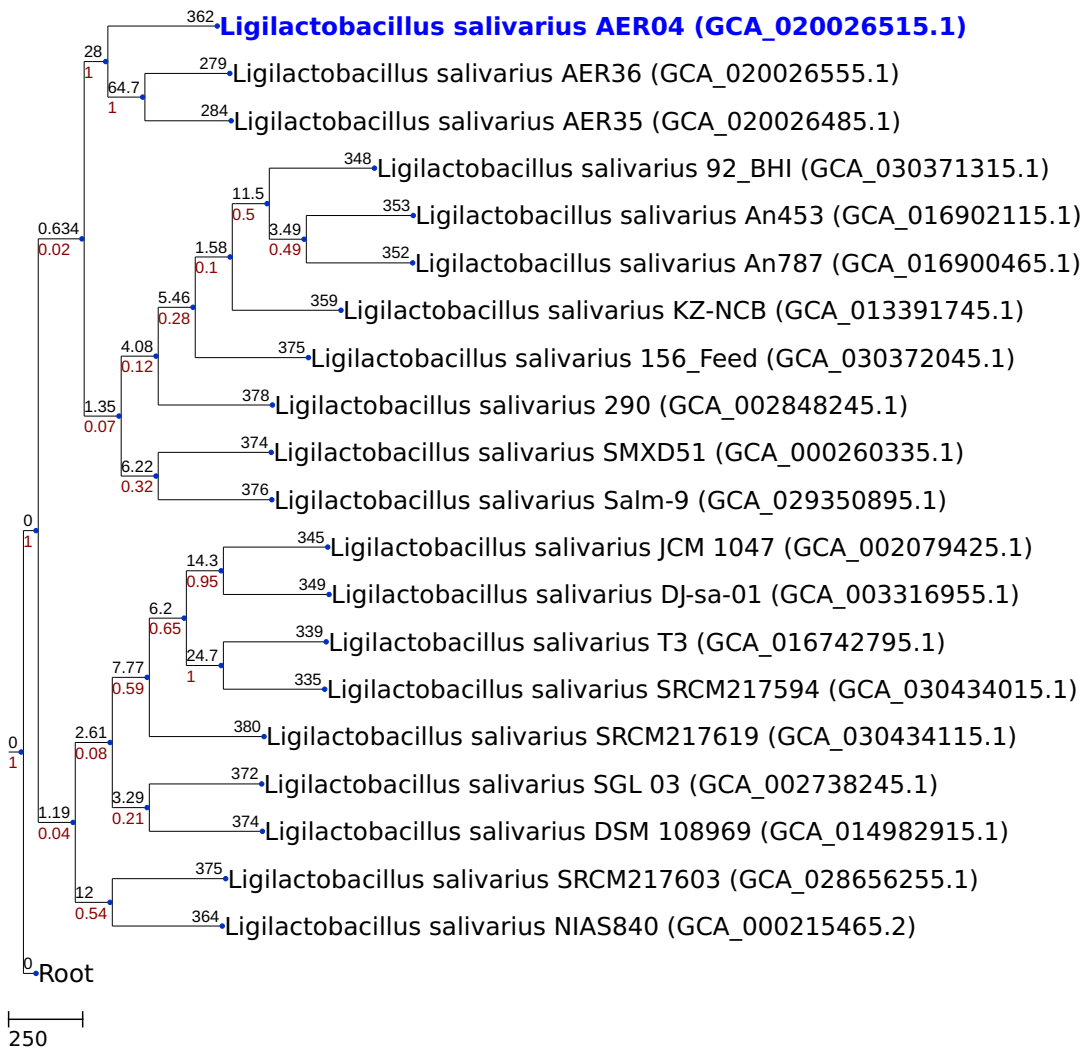 362 Ligilactobacillus salivarius AER04 (GCA_020026515.1)
28
1
279 Ligilactobacillus salivarius AER36 (GCA_020026555.1)
64.7
1
284 Ligilactobacillus salivarius AER35 (GCA_020026485.1)
348 Ligilactobacillus salivarius 92_BHI (GCA_030371315.1)
11.5
0.5
353 Ligilactobacillus salivarius An453 (GCA_016902115.1)
3.49
0.49
0.634
0.02
1.58
0.1
352 Ligilactobacillus salivarius An787 (GCA_016900465.1)
5.46
0.28
359 Ligilactobacillus salivarius KZ-NCB (GCA_013391745.1)
4.08
0.12
375 Ligilactobacillus salivarius 156_Feed (GCA_030372045.1)
378 Ligilactobacillus salivarius 290 (GCA_002848245.1)
1.35
0.07
374 Ligilactobacillus salivarius SMXD51 (GCA_000260335.1)
6.22
0.32
376 Ligilactobacillus salivarius Salm-9 (GCA_029350895.1)
0
1
345 Ligilactobacillus salivarius JCM 1047 (GCA_002079425.1)
14.3
0.95
349 Ligilactobacillus salivarius DJ-sa-01 (GCA_003316955.1)
6.2
0.65
339 Ligilactobacillus salivarius T3 (GCA_016742795.1)
24.7
1
7.77
0.59
335 Ligilactobacillus salivarius SRCM217594 (GCA_030434015.1)
380 Ligilactobacillus salivarius SRCM217619 (GCA_030434115.1)
2.61
0.08
0
1
372 Ligilactobacillus salivarius SGL 03 (GCA_002738245.1)
3.29
0.21
1.19
0.04
374 Ligilactobacillus salivarius DSM 108969 (GCA_014982915.1)
375 Ligilactobacillus salivarius SRCM217603 (GCA_028656255.1)
12
0.54
364 Ligilactobacillus salivarius NIAS840 (GCA_000215465.2)
0 Root
250